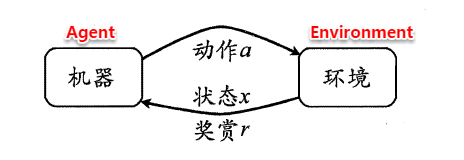 Agent
Environment
动作a
机器
环境
状态x
奖赏r